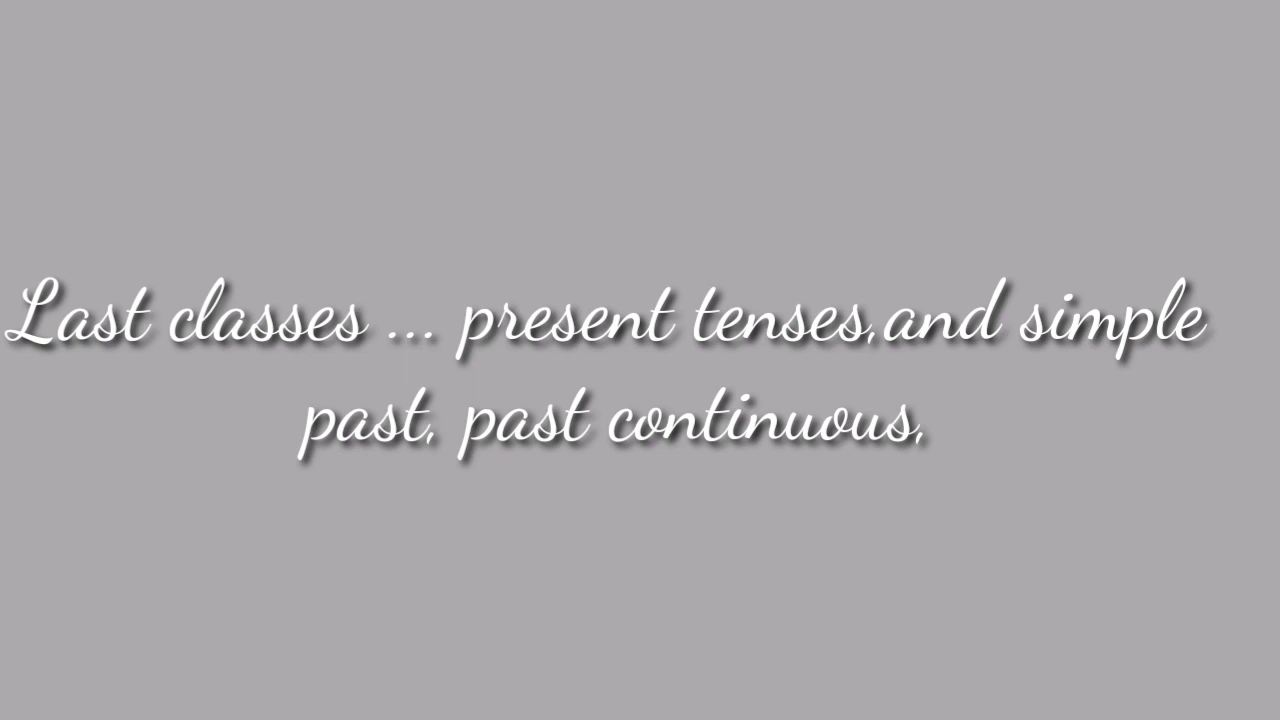 Last classes ... present tenses,and simple
past, past continuous,